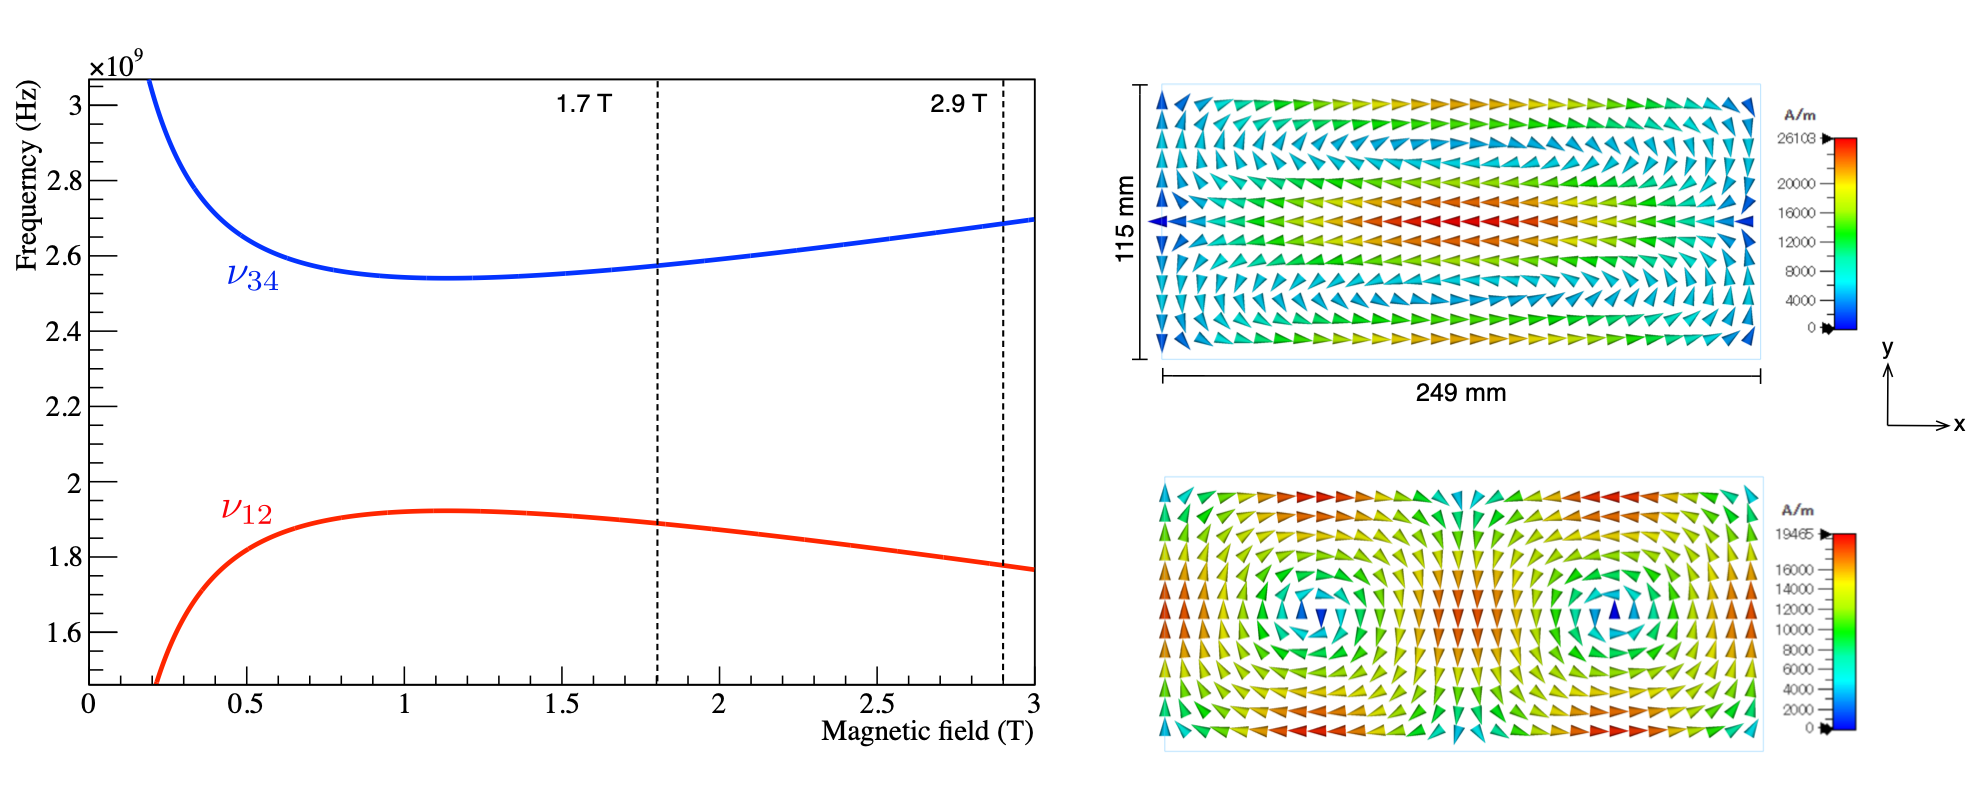 ×10⁹
Frequency (Hz)
3
2.8
2.6
2.4
2.2
2
1.8
1.6
1.7 T
2.9 T
ν₃₄
ν₁₂
0
0.5
1
1.5
2
2.5
3
Magnetic field (T)
115 mm
249 mm
A/m
26103
20000
16000
12000
8000
4000
0
y
x
A/m
19465
16000
14000
12000
10000
8000
6000
4000
2000
0